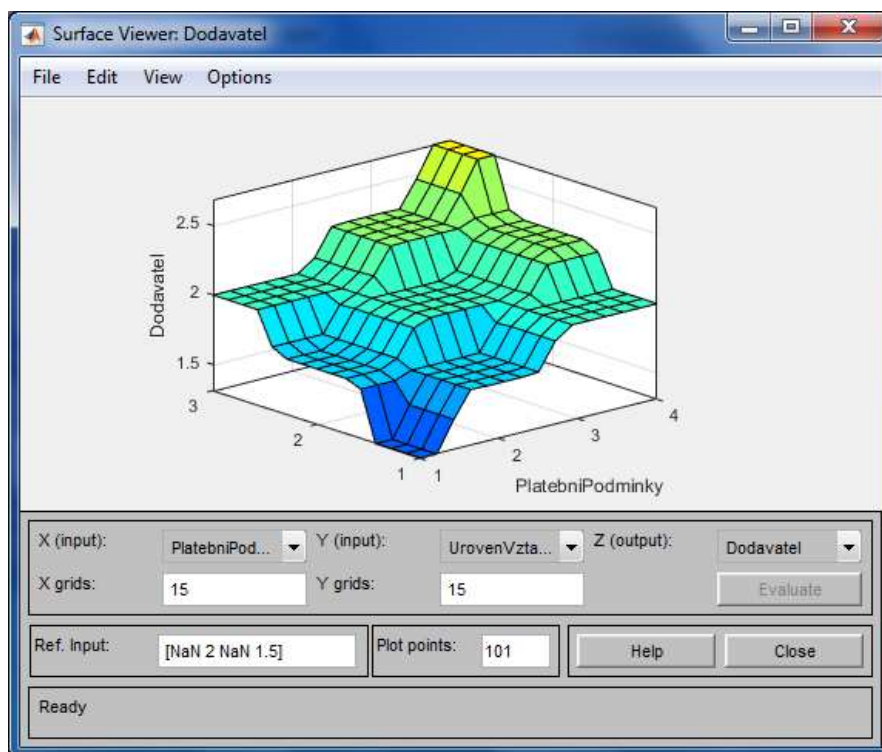 Surface Viewer: Dodavatel
File Edit View Options
2.5
2
1.5
Dodavatel
3
2
1
1
2
3
4
PlatebniPodminky
X (input): PlatebniPod... Y (input): UrovenVzta... Z (output): Dodavatel
X grids: 15 Y grids: 15 Evaluate
Ref. Input: [NaN 2 NaN 1.5] Plot points: 101 Help Close
Ready